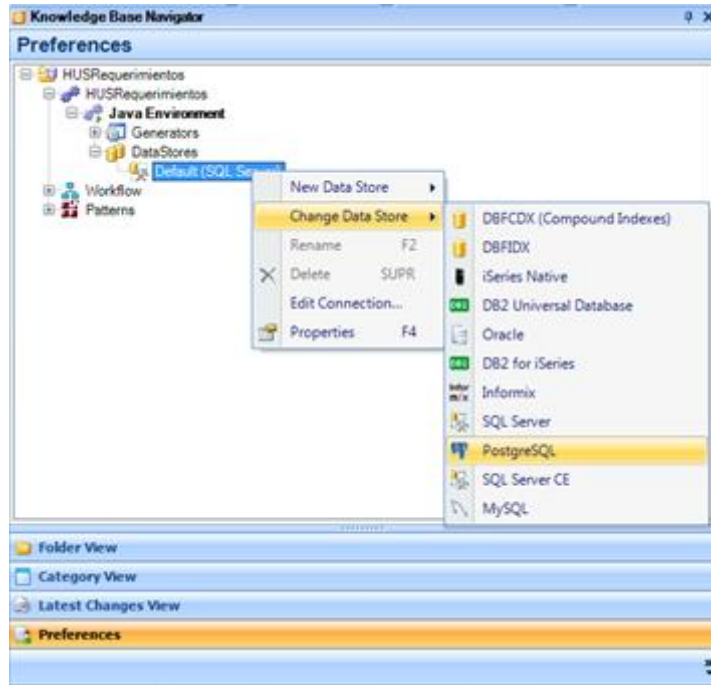 Knowledge Base Navigator
Preferences
HUSRequerimientos
HUSRequerimientos
Java Environment
Generators
DataStores
Default (SQL Server)
Workflow
Patterns
New Data Store
Change Data Store
Rename F2
Delete SUPR
Edit Connection...
Properties F4
DBFCDX (Compound Indexes)
DBFIDX
iSeries Native
DB2 Universal Database
Oracle
DB2 for iSeries
Informix
SQL Server
PostgreSQL
SQL Server CE
MySQL
Folder View
Category View
Latest Changes View
Preferences